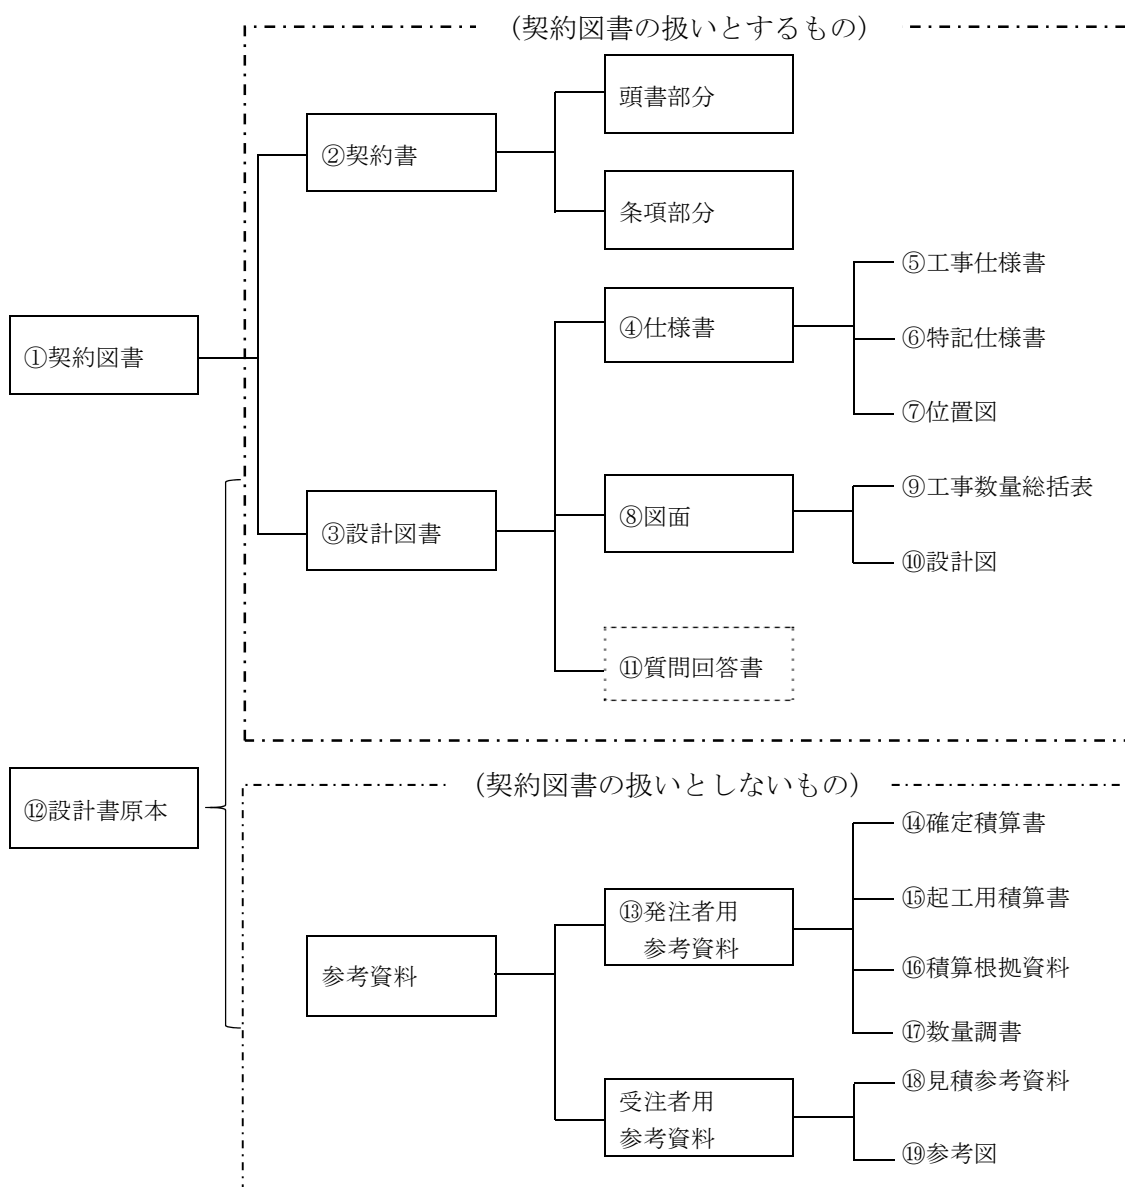 (契約図書の扱いとするもの)
頭書部分
②契約書
条項部分
⑤工事仕様書
④仕様書
⑥特記仕様書
①契約図書
⑦位置図
⑨工事数量総括表
⑧図面
③設計図書
⑩設計図
⑪質問回答書
(契約図書の扱いとしないもの)
⑫設計書原本
⑭確定積算書
⑮起工用積算書
⑬発注者用
参考資料
参考資料
⑯積算根拠資料
⑰数量調書
⑱見積参考資料
受注者用
参考資料
⑲参考図